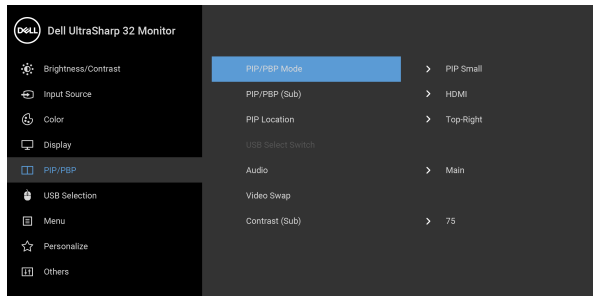 DELL Dell UltraSharp 32 Monitor
Brightness/Contrast
Input Source
Color
Display
PIP/PBP
USB Selection
Menu
Personalize
Others
PIP/PBP Mode PIP Small
PIP/PBP (Sub) HDMI
PIP Location Top-Right
USB Select Switch
Audio Main
Video Swap
Contrast (Sub) 75